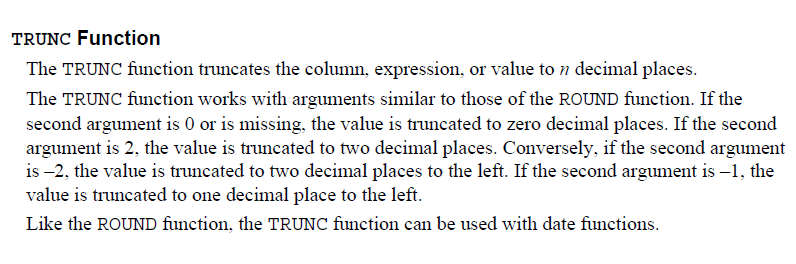 TRUNC Function
The TRUNC function truncates the column, expression, or value to n decimal places.
The TRUNC function works with arguments similar to those of the ROUND function. If the
second argument is 0 or is missing, the value is truncated to zero decimal places. If the second
argument is 2, the value is truncated to two decimal places. Conversely, if the second argument
is –2, the value is truncated to two decimal places to the left. If the second argument is –1, the
value is truncated to one decimal place to the left.
Like the ROUND function, the TRUNC function can be used with date functions.